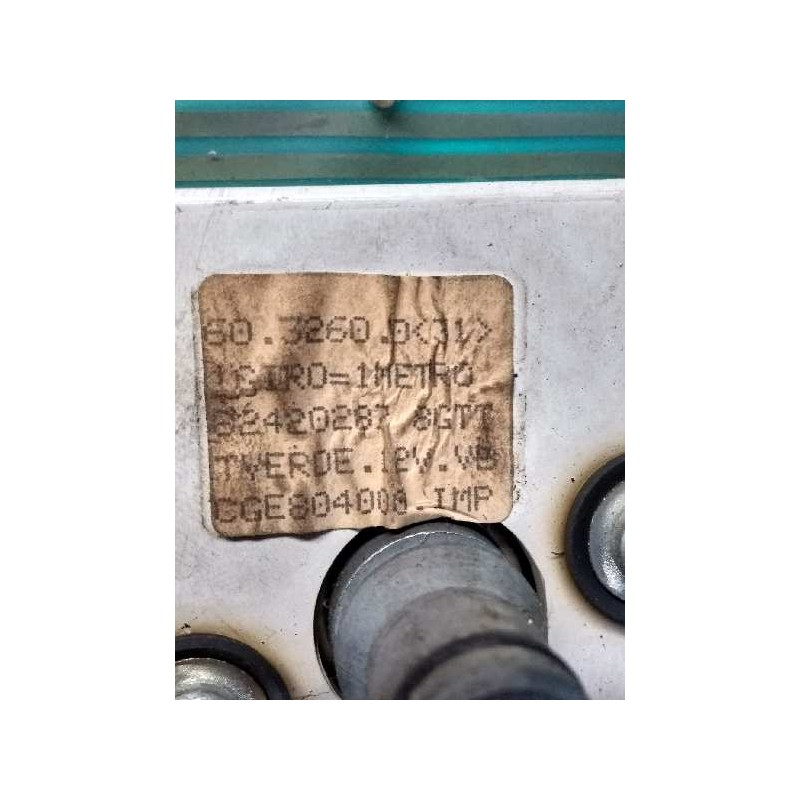 60.3260.0<31>
1GIRO=1METRO
82420287 8GTT
TVERDE.12V.VB
CGE804000.IMP